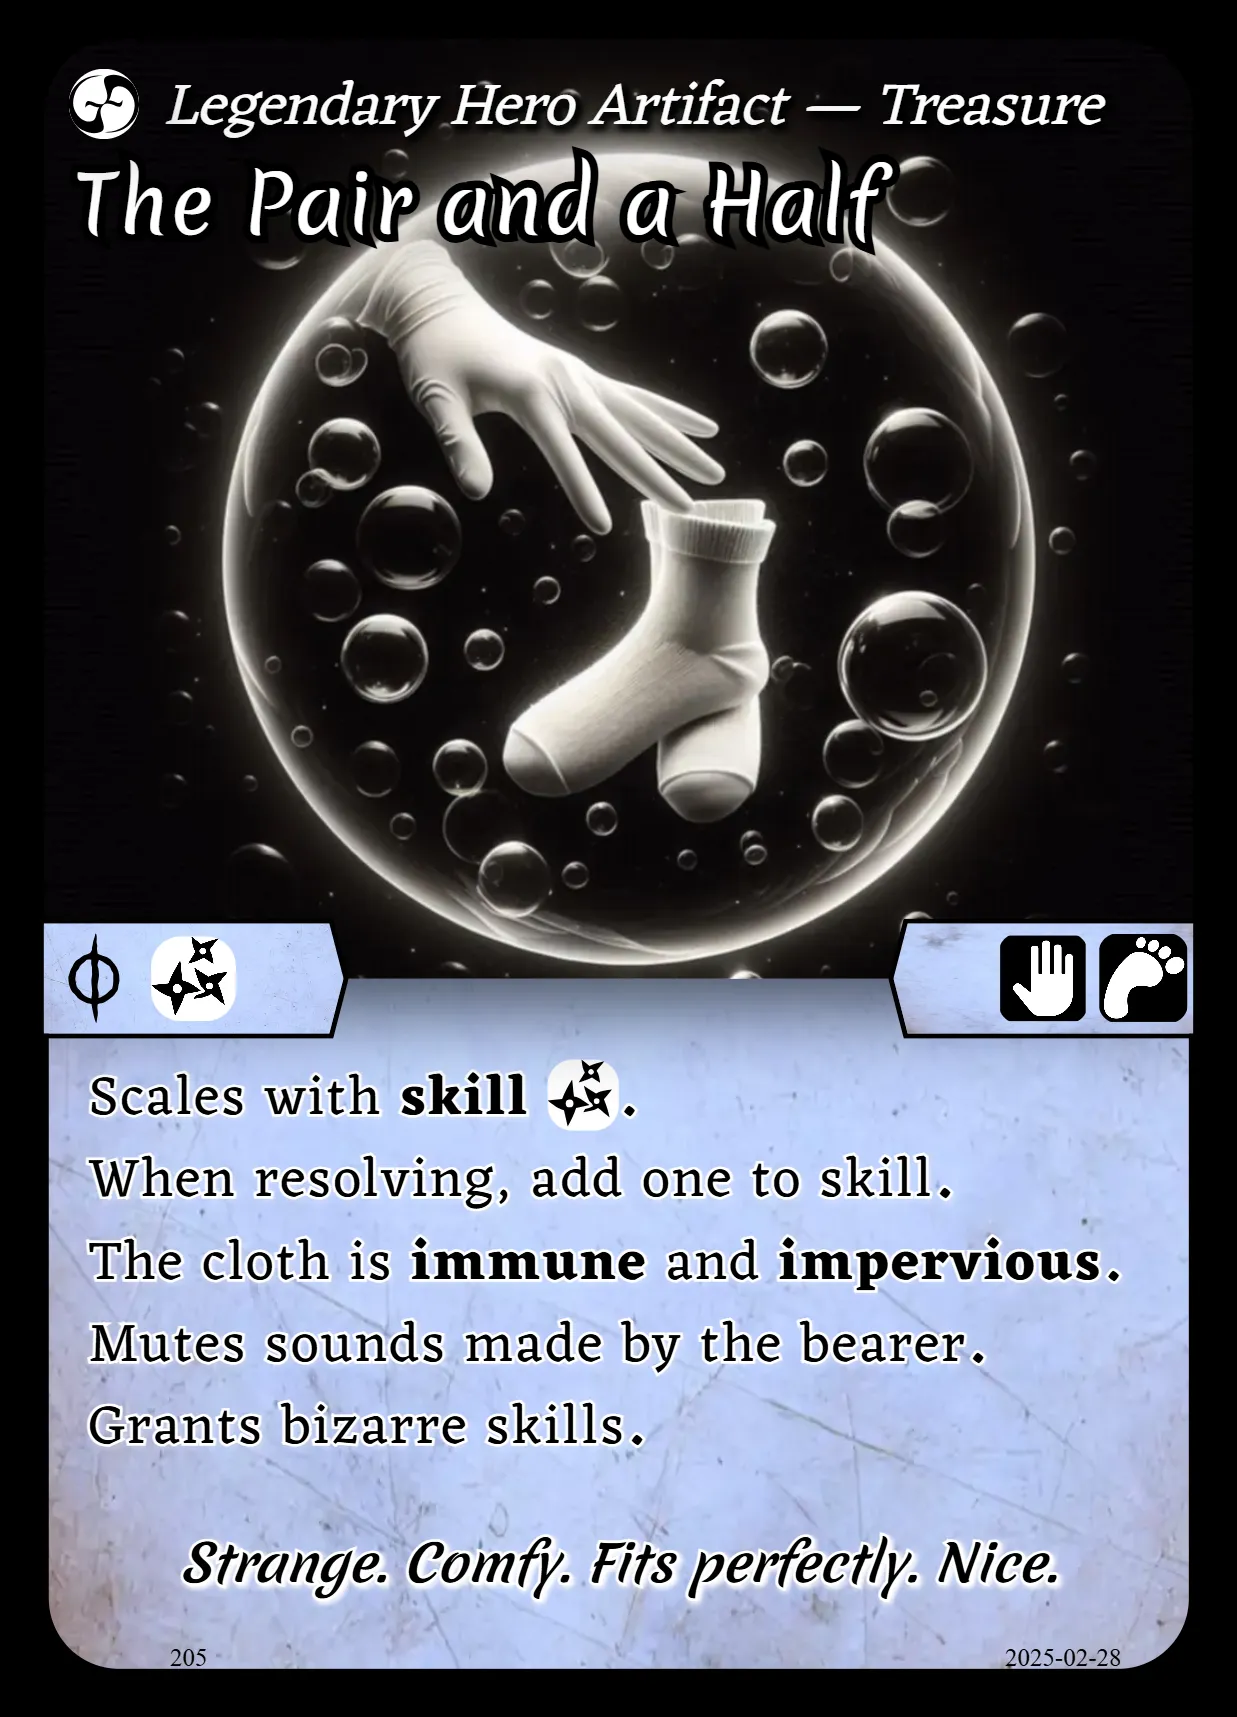 Legendary Hero Artifact — Treasure
The Pair and a Half
Scales with skill.
When resolving, add one to skill.
The cloth is immune and impervious.
Mutes sounds made by the bearer.
Grants bizarre skills.
Strange. Comfy. Fits perfectly. Nice.
205
2025-02-28